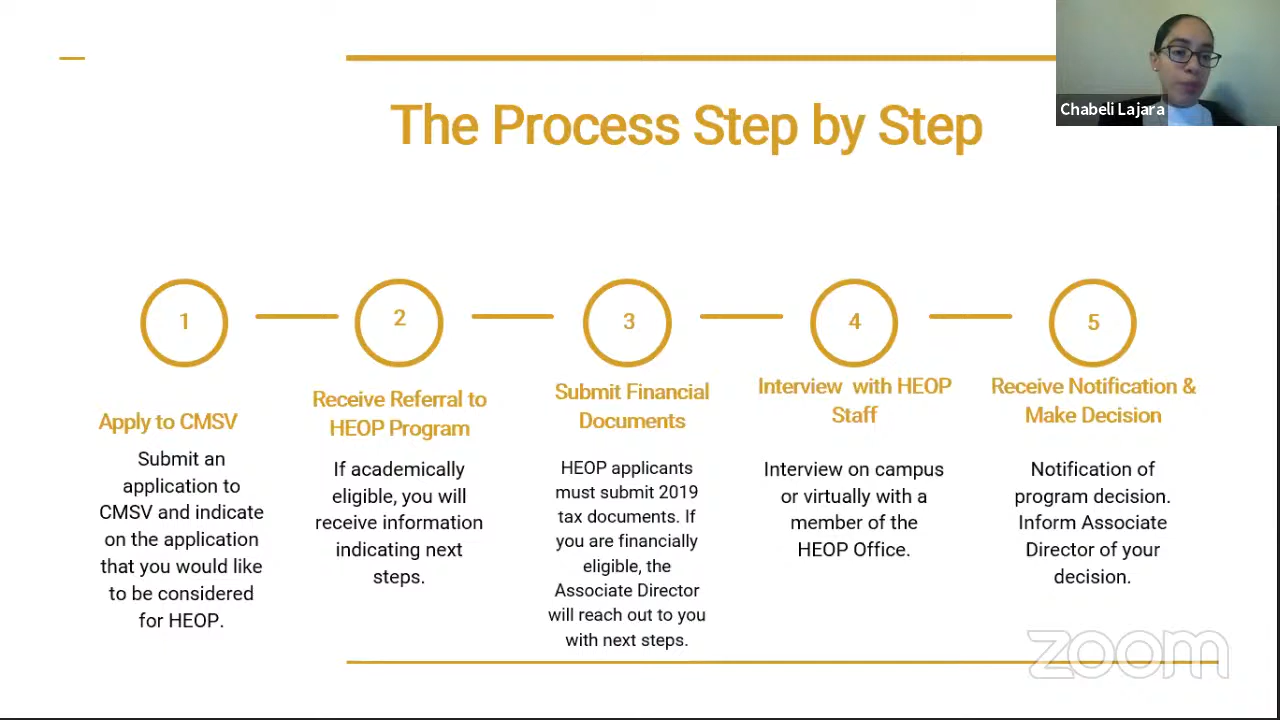 Chabeli Lajara
The Process Step by Step
1
Apply to CMSV
Submit an
application to
CMSV and indicate
on the application
that you would like
to be considered
for HEOP.
2
Receive Referral to
HEOP Program
If academically
eligible, you will
receive information
indicating next
steps.
3
Submit Financial
Documents
HEOP applicants
must submit 2019
tax documents. If
you are financially
eligible, the
Associate Director
will reach out to you
with next steps.
4
Interview with HEOP
Staff
Interview on campus
or virtually with a
member of the
HEOP Office.
5
Receive Notification &
Make Decision
Notification of
program decision.
Inform Associate
Director of your
decision.
zoom